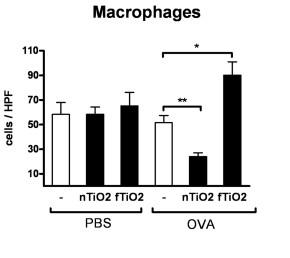 Macrophages
cells / HPF
110
90
70
50
30
10
*
**
- nTiO2 fTiO2 - nTiO2 fTiO2
PBS OVA